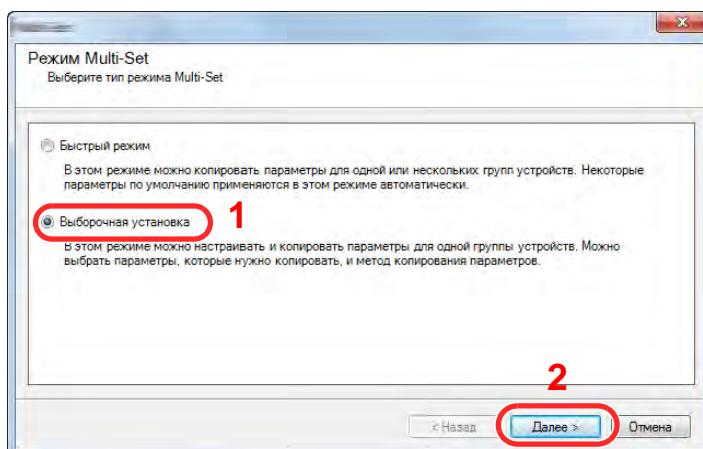 Режим Multi-Set
Выберите тип режима Multi-Set
Быстрый режим
В этом режиме можно копировать параметры для одной или нескольких групп устройств. Некоторые
параметры по умолчанию применяются в этом режиме автоматически.
Выборочная установка 1
В этом режиме можно настраивать и копировать параметры для одной группы устройств. Можно
выбрать параметры, которые нужно копировать, и метод копирования параметров.
2
< Назад Далее > Отмена